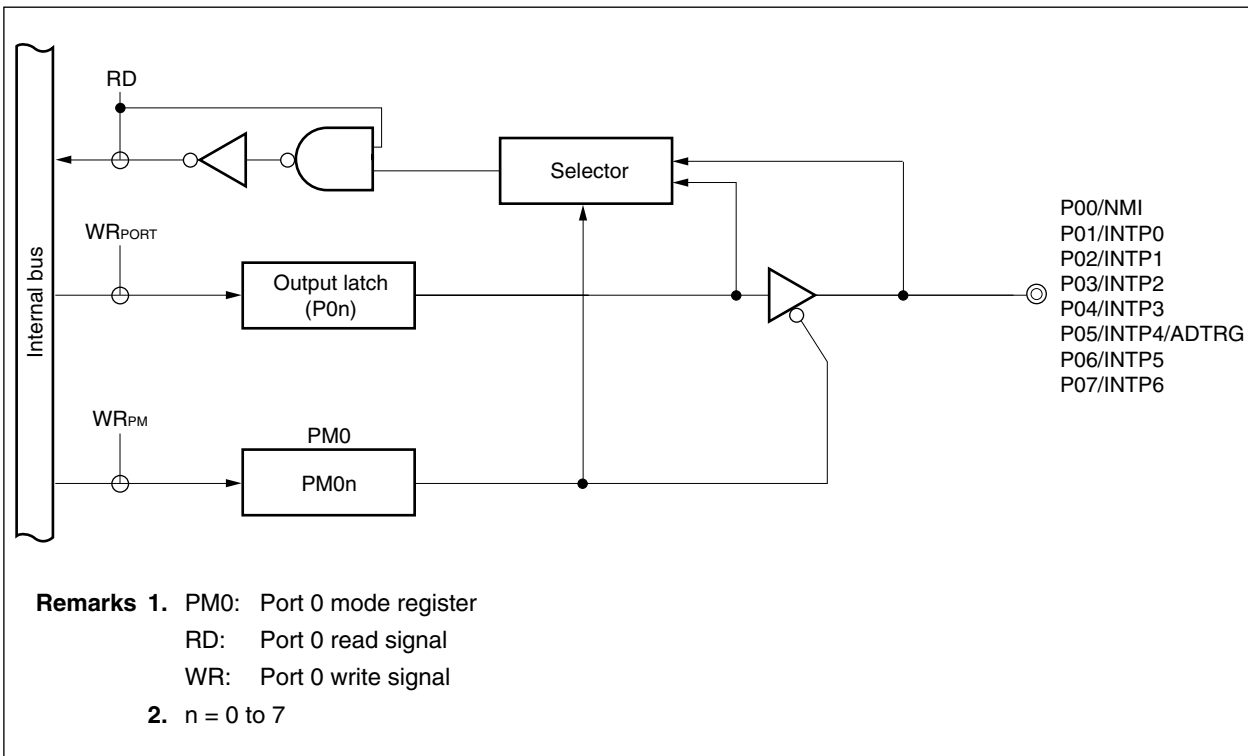 RD
Selector
WRPORT
Internal bus
Output latch
(P0n)
P00/NMI
P01/INTP0
P02/INTP1
P03/INTP2
P04/INTP3
P05/INTP4/ADTRG
P06/INTP5
P07/INTP6
WRPM
PM0
PM0n
Remarks 1. PM0: Port 0 mode register
RD: Port 0 read signal
WR: Port 0 write signal
2. n = 0 to 7